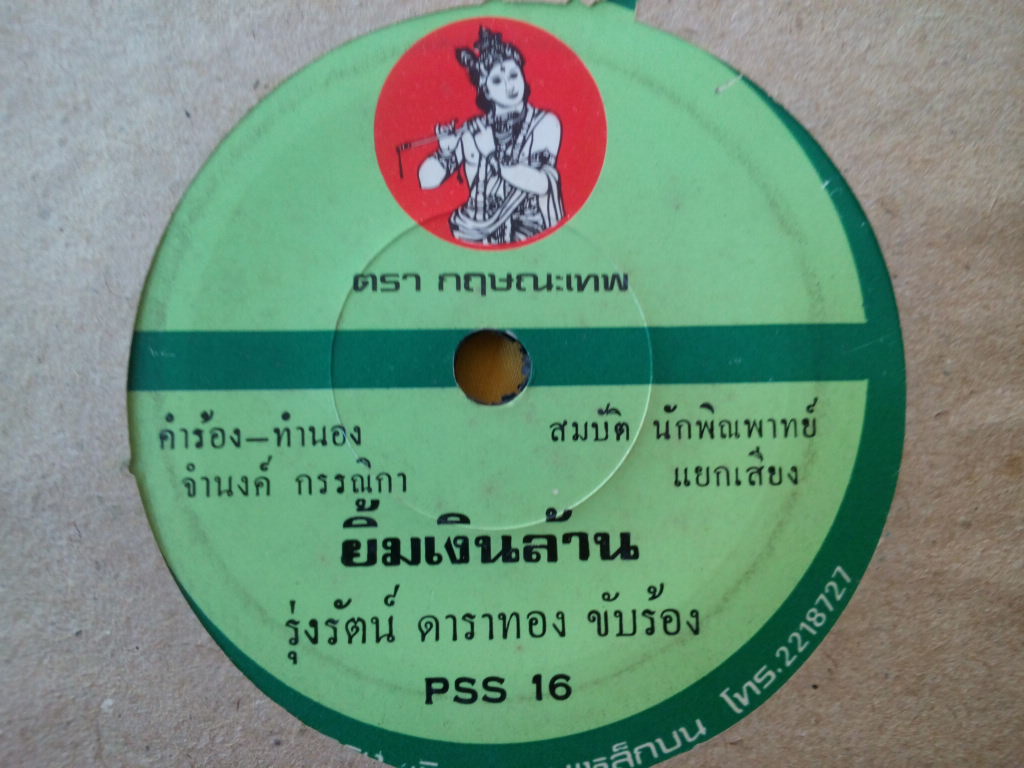 ตรา กฤษณะเทพ
คำร้อง–ทำนอง
จำนงค์ กรรณิกา
สมบัติ นักพิณพาทย์
แยกเสียง
ยิ้มเงินล้าน
รุ่งรัตน์ ดาราทอง ขับร้อง
PSS 16
โทร.2218727